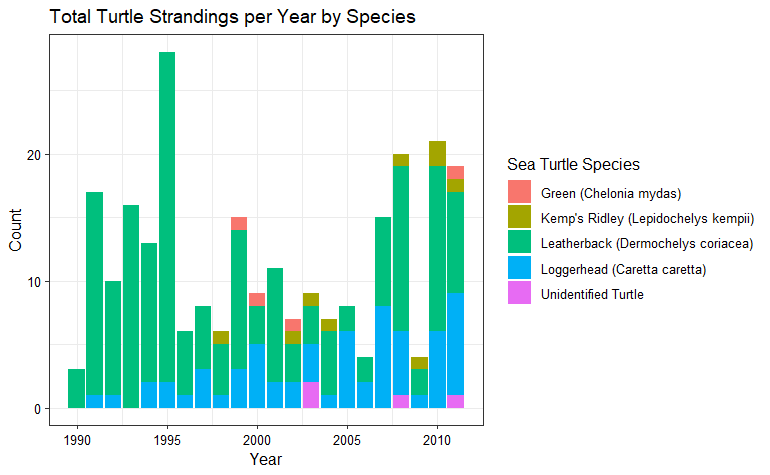 Total Turtle Strandings per Year by Species
Count
20
10
0
1990 1995 2000 2005 2010
Year
Sea Turtle Species
Green (Chelonia mydas)
Kemp's Ridley (Lepidochelys kempii)
Leatherback (Dermochelys coriacea)
Loggerhead (Caretta caretta)
Unidentified Turtle